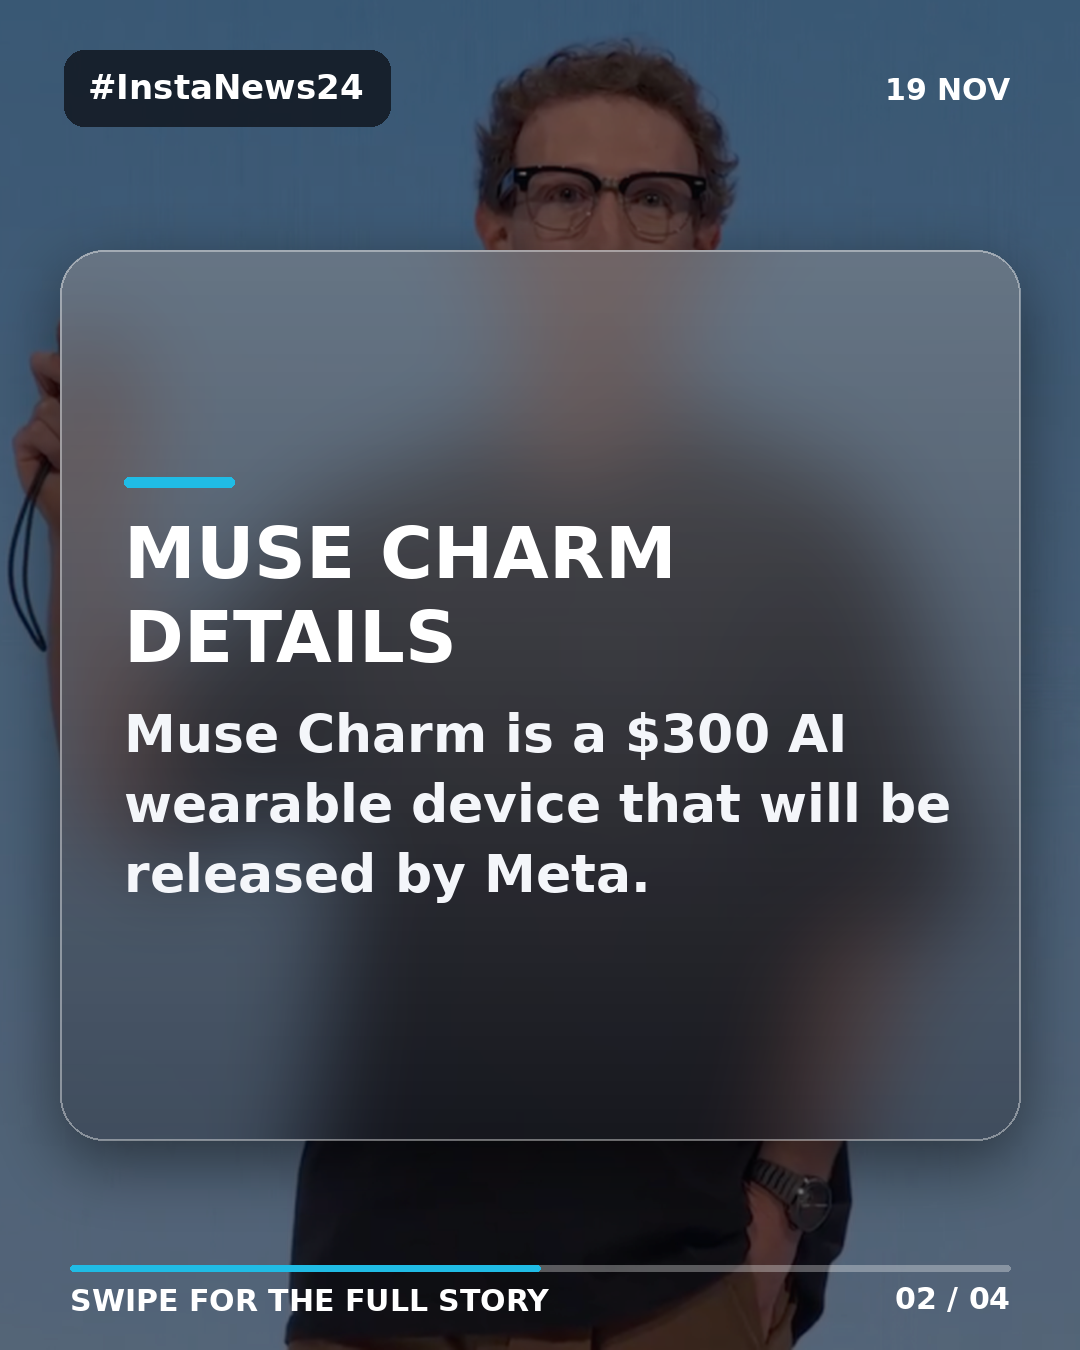 #InstaNews24
19 NOV
MUSE CHARM
DETAILS
Muse Charm is a $300 AI
wearable device that will be
released by Meta.
SWIPE FOR THE FULL STORY
02 / 04